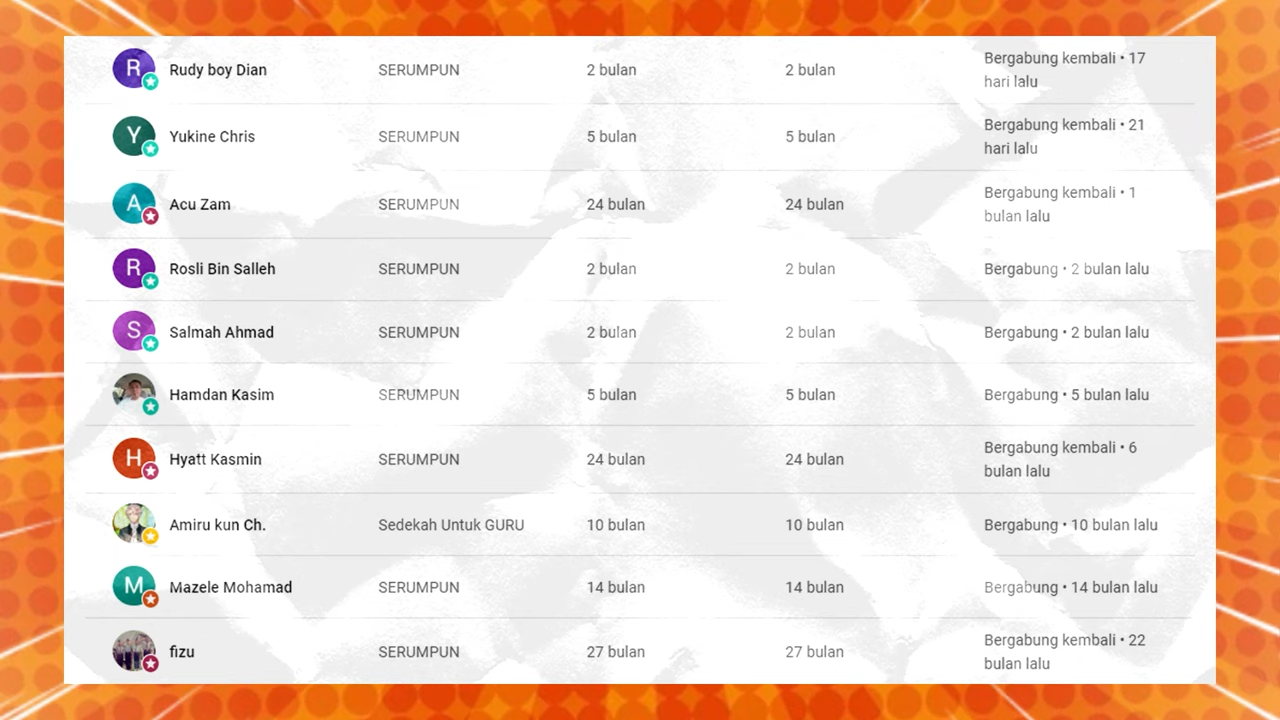 R Rudy boy Dian SERUMPUN 2 bulan 2 bulan Bergabung kembali • 17
hari lalu
Y Yukine Chris SERUMPUN 5 bulan 5 bulan Bergabung kembali • 21
hari lalu
A Acu Zam SERUMPUN 24 bulan 24 bulan Bergabung kembali • 1
bulan lalu
R Rosli Bin Salleh SERUMPUN 2 bulan 2 bulan Bergabung • 2 bulan lalu
S Salmah Ahmad SERUMPUN 2 bulan 2 bulan Bergabung • 2 bulan lalu
Hamdan Kasim SERUMPUN 5 bulan 5 bulan Bergabung • 5 bulan lalu
H Hyatt Kasmin SERUMPUN 24 bulan 24 bulan Bergabung kembali • 6
bulan lalu
Amiru kun Ch. Sedekah Untuk GURU 10 bulan 10 bulan Bergabung • 10 bulan lalu
M Mazele Mohamad SERUMPUN 14 bulan 14 bulan Bergabung • 14 bulan lalu
fizu SERUMPUN 27 bulan 27 bulan Bergabung kembali • 22
bulan lalu